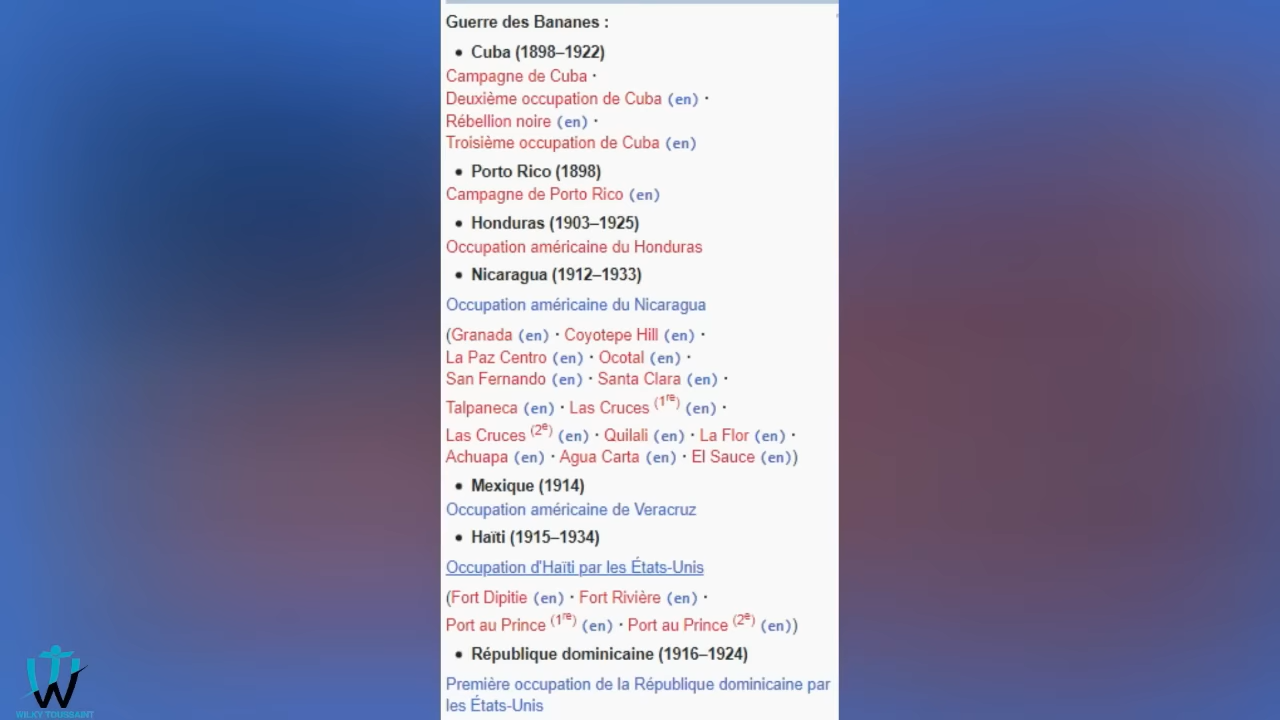 Guerre des Bananes :
• Cuba (1898–1922)
Campagne de Cuba ·
Deuxième occupation de Cuba (en) ·
Rébellion noire (en) ·
Troisième occupation de Cuba (en)
• Porto Rico (1898)
Campagne de Porto Rico (en)
• Honduras (1903–1925)
Occupation américaine du Honduras
• Nicaragua (1912–1933)
Occupation américaine du Nicaragua
(Granada (en) · Coyotepe Hill (en) ·
La Paz Centro (en) · Ocotal (en) ·
San Fernando (en) · Santa Clara (en) ·
Talpaneca (en) · Las Cruces (1re) (en) ·
Las Cruces (2e) (en) · Quilali (en) · La Flor (en) ·
Achuapa (en) · Agua Carta (en) · El Sauce (en))
• Mexique (1914)
Occupation américaine de Veracruz
• Haïti (1915–1934)
Occupation d'Haïti par les États-Unis
(Fort Dipitie (en) · Fort Rivière (en) ·
Port au Prince (1re) (en) · Port au Prince (2e) (en))
• République dominicaine (1916–1924)
Première occupation de la République dominicaine par
les États-Unis
WILKY TOUSSAINT